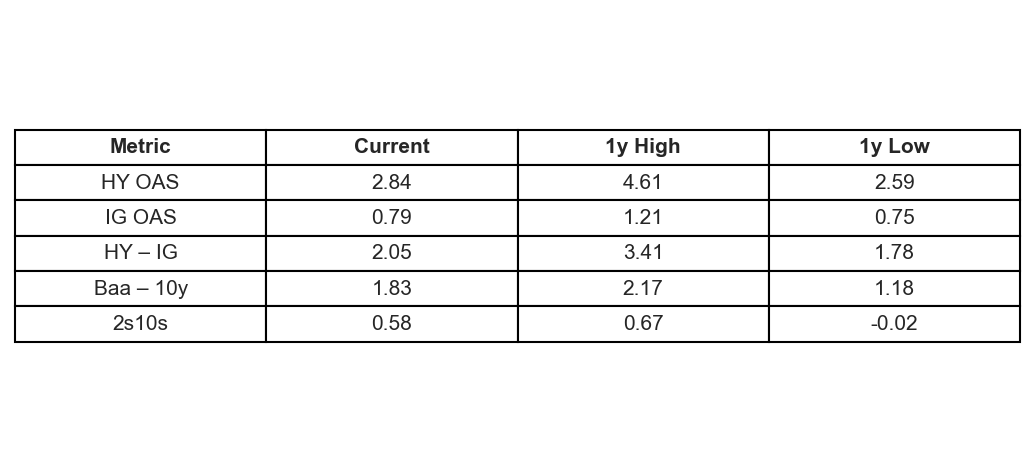 Metric Current 1y High 1y Low
HY OAS 2.84 4.61 2.59
IG OAS 0.79 1.21 0.75
HY – IG 2.05 3.41 1.78
Baa – 10y 1.83 2.17 1.18
2s10s 0.58 0.67 -0.02